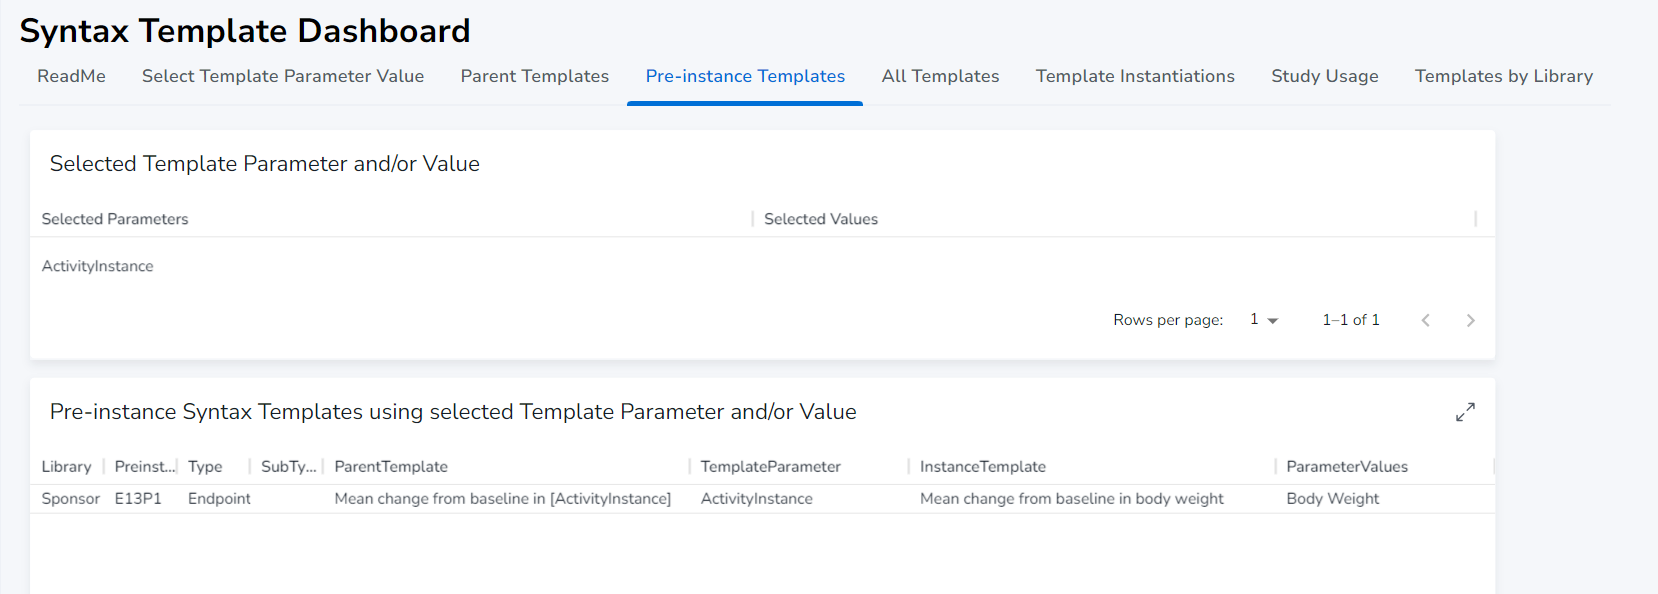 Syntax Template Dashboard
ReadMe Select Template Parameter Value Parent Templates Pre-instance Templates All Templates Template Instantiations Study Usage Templates by Library
Selected Template Parameter and/or Value
Selected Parameters Selected Values
ActivityInstance
Rows per page: 1 1–1 of 1
Pre-instance Syntax Templates using selected Template Parameter and/or Value
Library Preinst... Type SubTy... ParentTemplate TemplateParameter InstanceTemplate ParameterValues
Sponsor E13P1 Endpoint Mean change from baseline in [ActivityInstance] ActivityInstance Mean change from baseline in body weight Body Weight